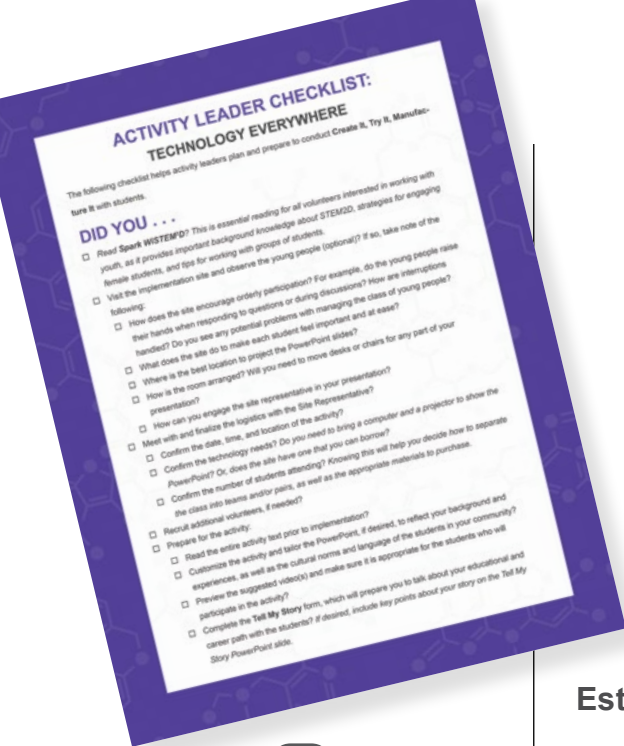 ACTIVITY LEADER CHECKLIST:
TECHNOLOGY EVERYWHERE
The following checklist helps activity leaders plan and prepare to conduct Create It, Try It, Manufac-
ture It with students.
DID YOU . . .
□ Read Spark WiSTEM²D? This is essential reading for all volunteers interested in working with
youth, as it provides important background knowledge about STEM2D, strategies for engaging
female students, and tips for working with groups of students.
□ Visit the implementation site and observe the young people (optional)? If so, take note of the
following:
□ How does the site encourage orderly participation? For example, do the young people raise
their hands when responding to questions or during discussions? How are interruptions
handled? Do you see any potential problems with managing the class of young people?
□ What does the site do to make each student feel important and at ease?
□ Where is the best location to project the PowerPoint slides?
□ How is the room arranged? Will you need to move desks or chairs for any part of your
presentation?
□ How can you engage the site representative in your presentation?
□ Meet with and finalize the logistics with the Site Representative?
□ Confirm the date, time, and location of the activity?
□ Confirm the technology needs? Do you need to bring a computer and a projector to show the
PowerPoint? Or, does the site have one that you can borrow?
□ Confirm the number of students attending? Knowing this will help you decide how to separate
the class into teams and/or pairs, as well as the appropriate materials to purchase.
□ Recruit additional volunteers, if needed?
□ Prepare for the activity:
□ Read the entire activity text prior to implementation?
□ Customize the activity and tailor the PowerPoint, if desired, to reflect your background and
experiences, as well as the cultural norms and language of the students in your community?
□ Preview the suggested video(s) and make sure it is appropriate for the students who will
participate in the activity?
□ Complete the Tell My Story form, which will prepare you to talk about your educational and
career path with the students? If desired, include key points about your story on the Tell My
Story PowerPoint slide.
Est